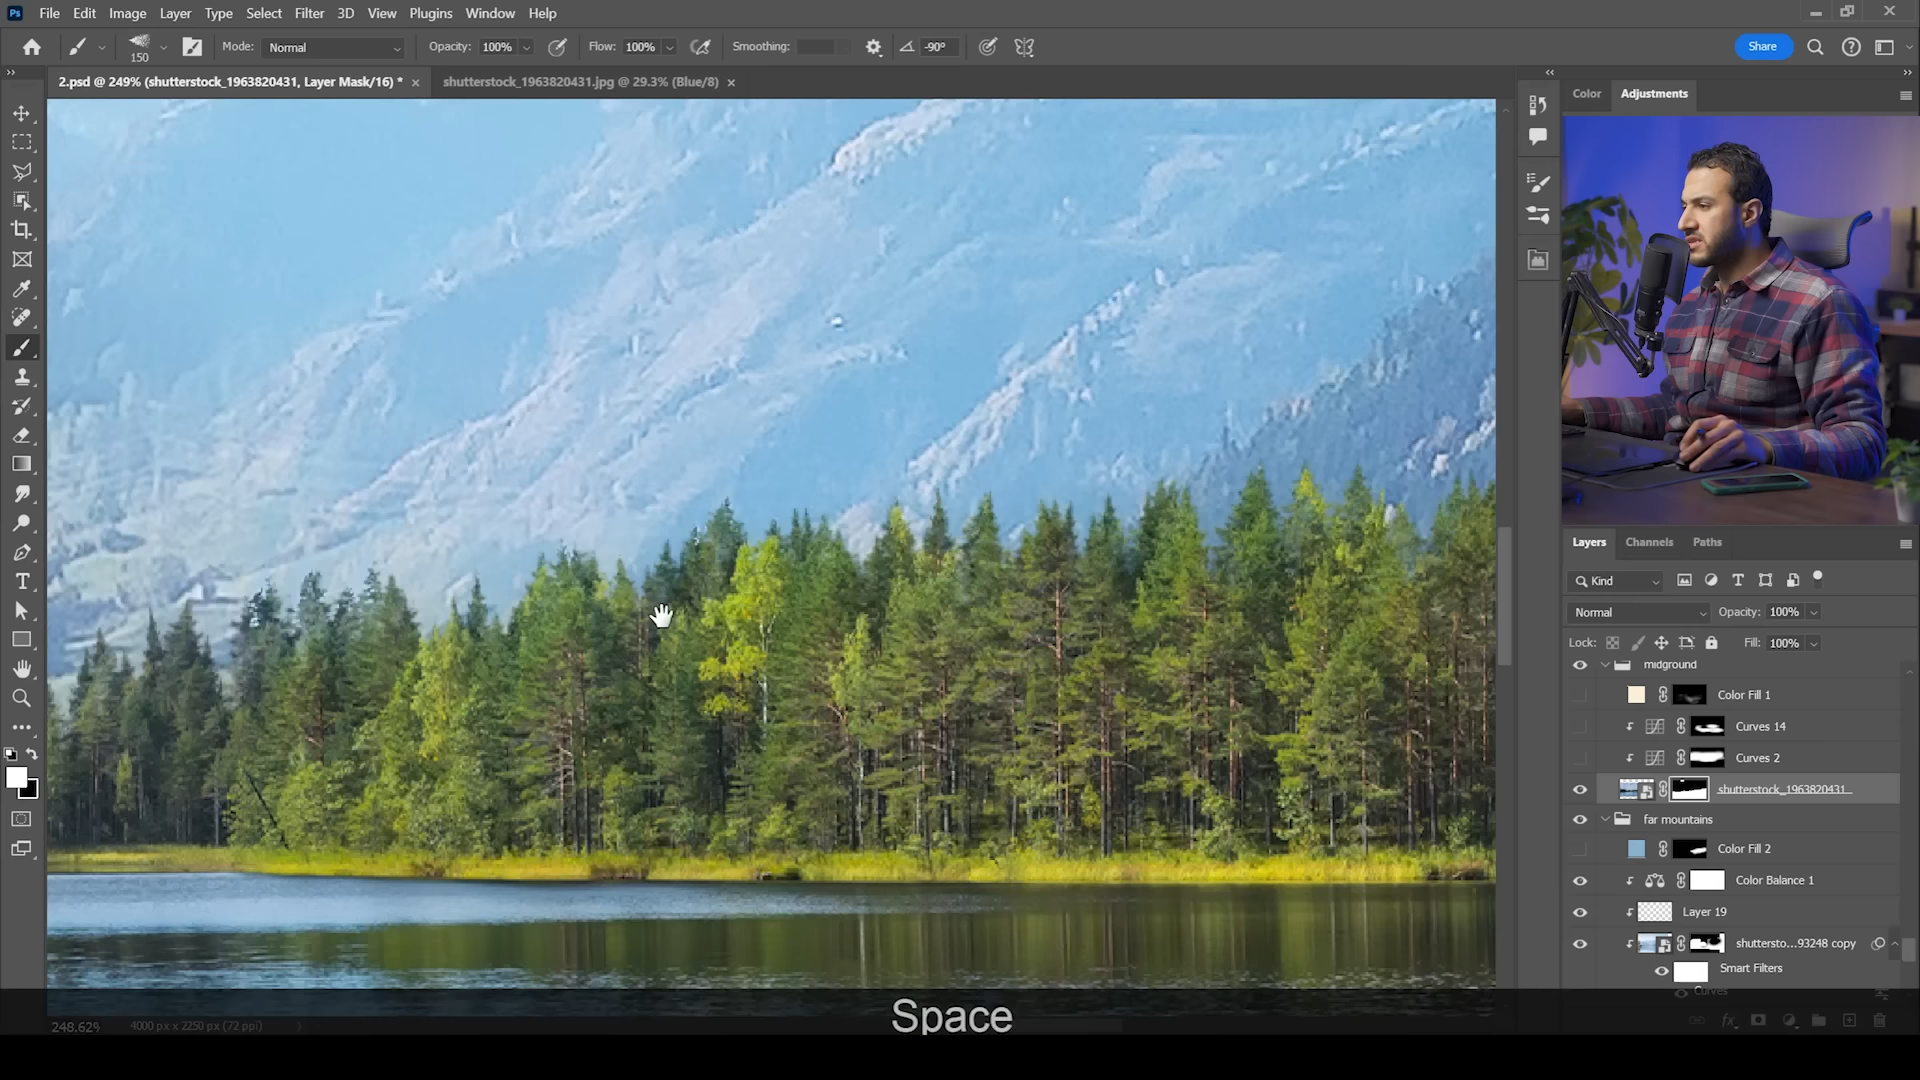 Ps File Edit Image Layer Type Select Filter 3D View Plugins Window Help
150 Mode: Normal Opacity: 100% Flow: 100% Smoothing: -90° Share
2.psd @ 249% (shutterstock_1963820431, Layer Mask/16) * × shutterstock_1963820431.jpg @ 29.3% (Blue/8) ×
Color Adjustments
Layers Channels Paths
Kind
Normal Opacity: 100%
Lock: Fill: 100%
midground
Color Fill 1
Curves 14
Curves 2
shutterstock_1963820431
far mountains
Color Fill 2
Color Balance 1
Layer 19
shuttersto...93248 copy
Smart Filters
Curves
Space
248.62% 4000 px x 2250 px (72 ppi)